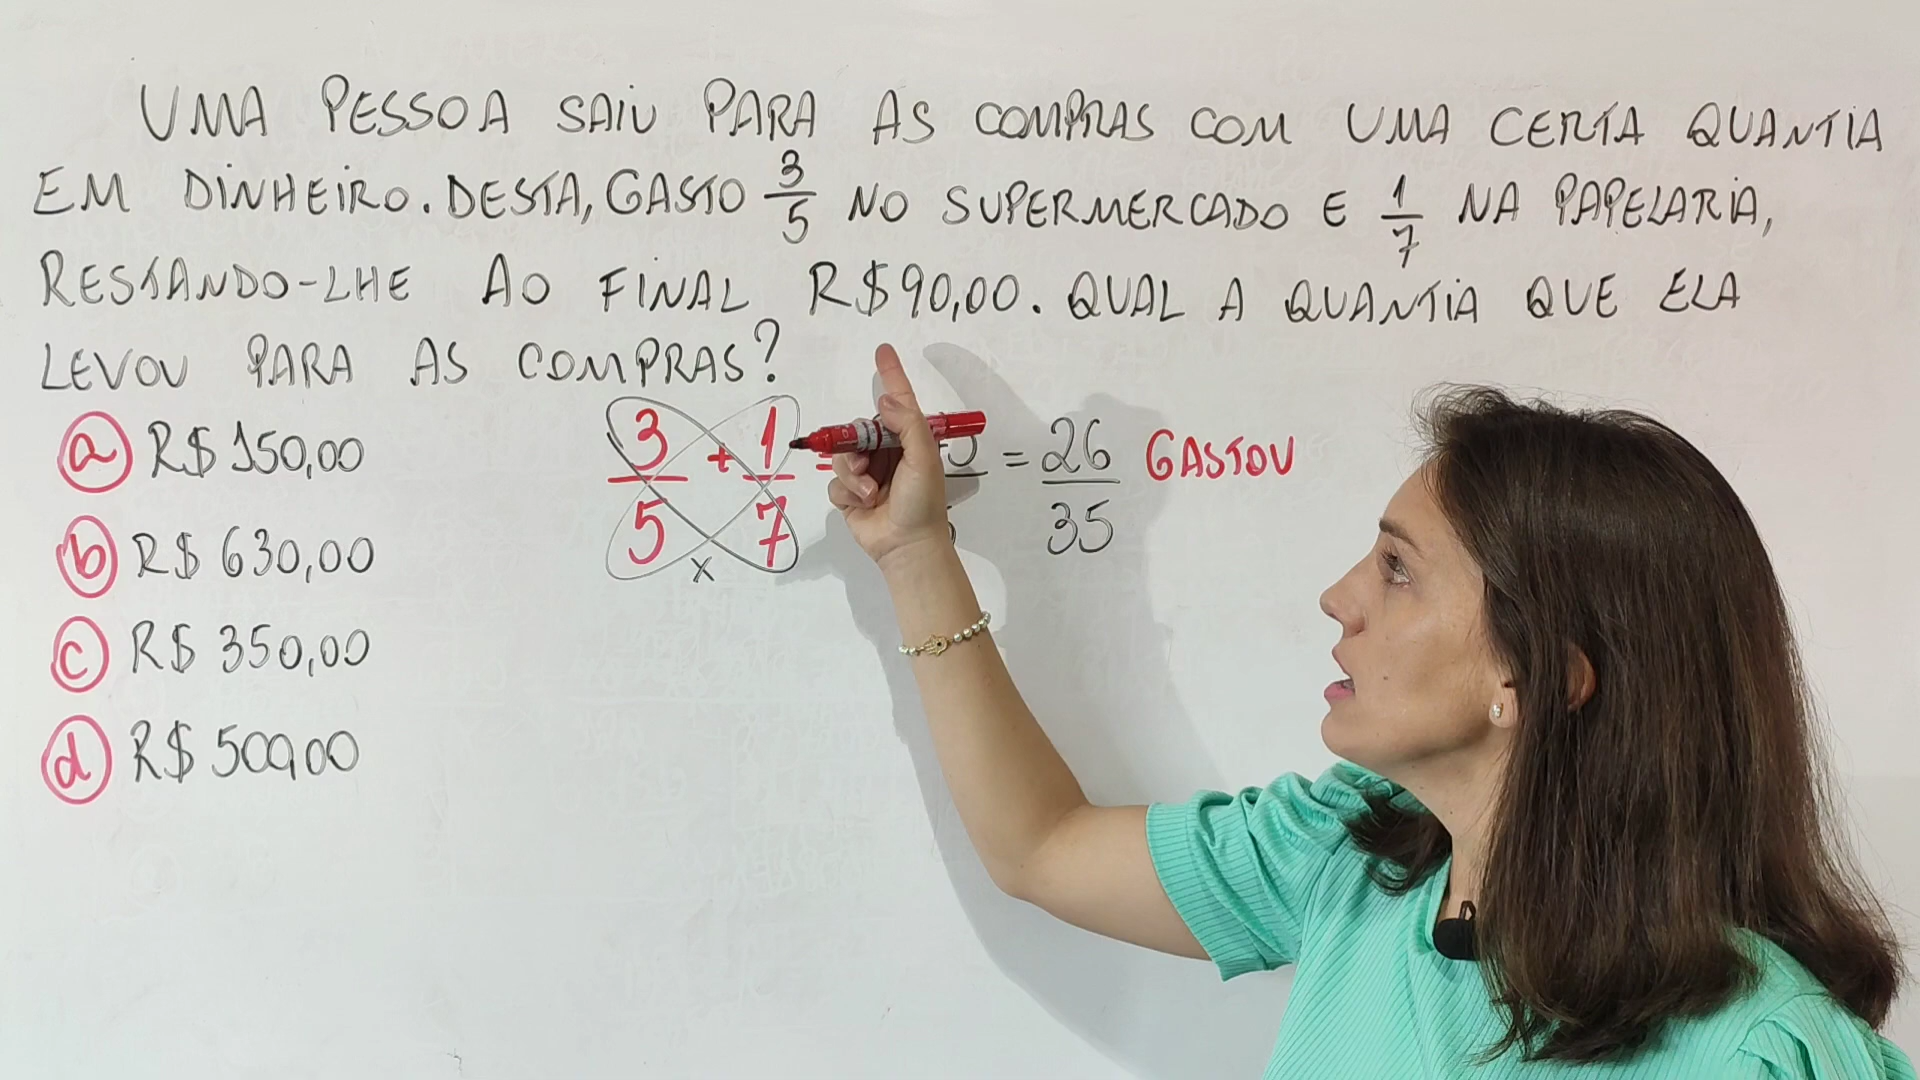 UMA PESSOA SAIU PARA AS COMPRAS COM UMA CERTA QUANTIA
EM DINHEIRO. DESTA, GASTO 3/5 NO SUPERMERCADO E 1/7 NA PAPELARIA,
RESTANDO-LHE AO FINAL R$90,00. QUAL A QUANTIA QUE ELA
LEVOU PARA AS COMPRAS?
3/5 + 1/7 = = 26/35 GASTOU
x
a R$ 150,00
b R$ 630,00
c R$ 350,00
d R$ 500,00